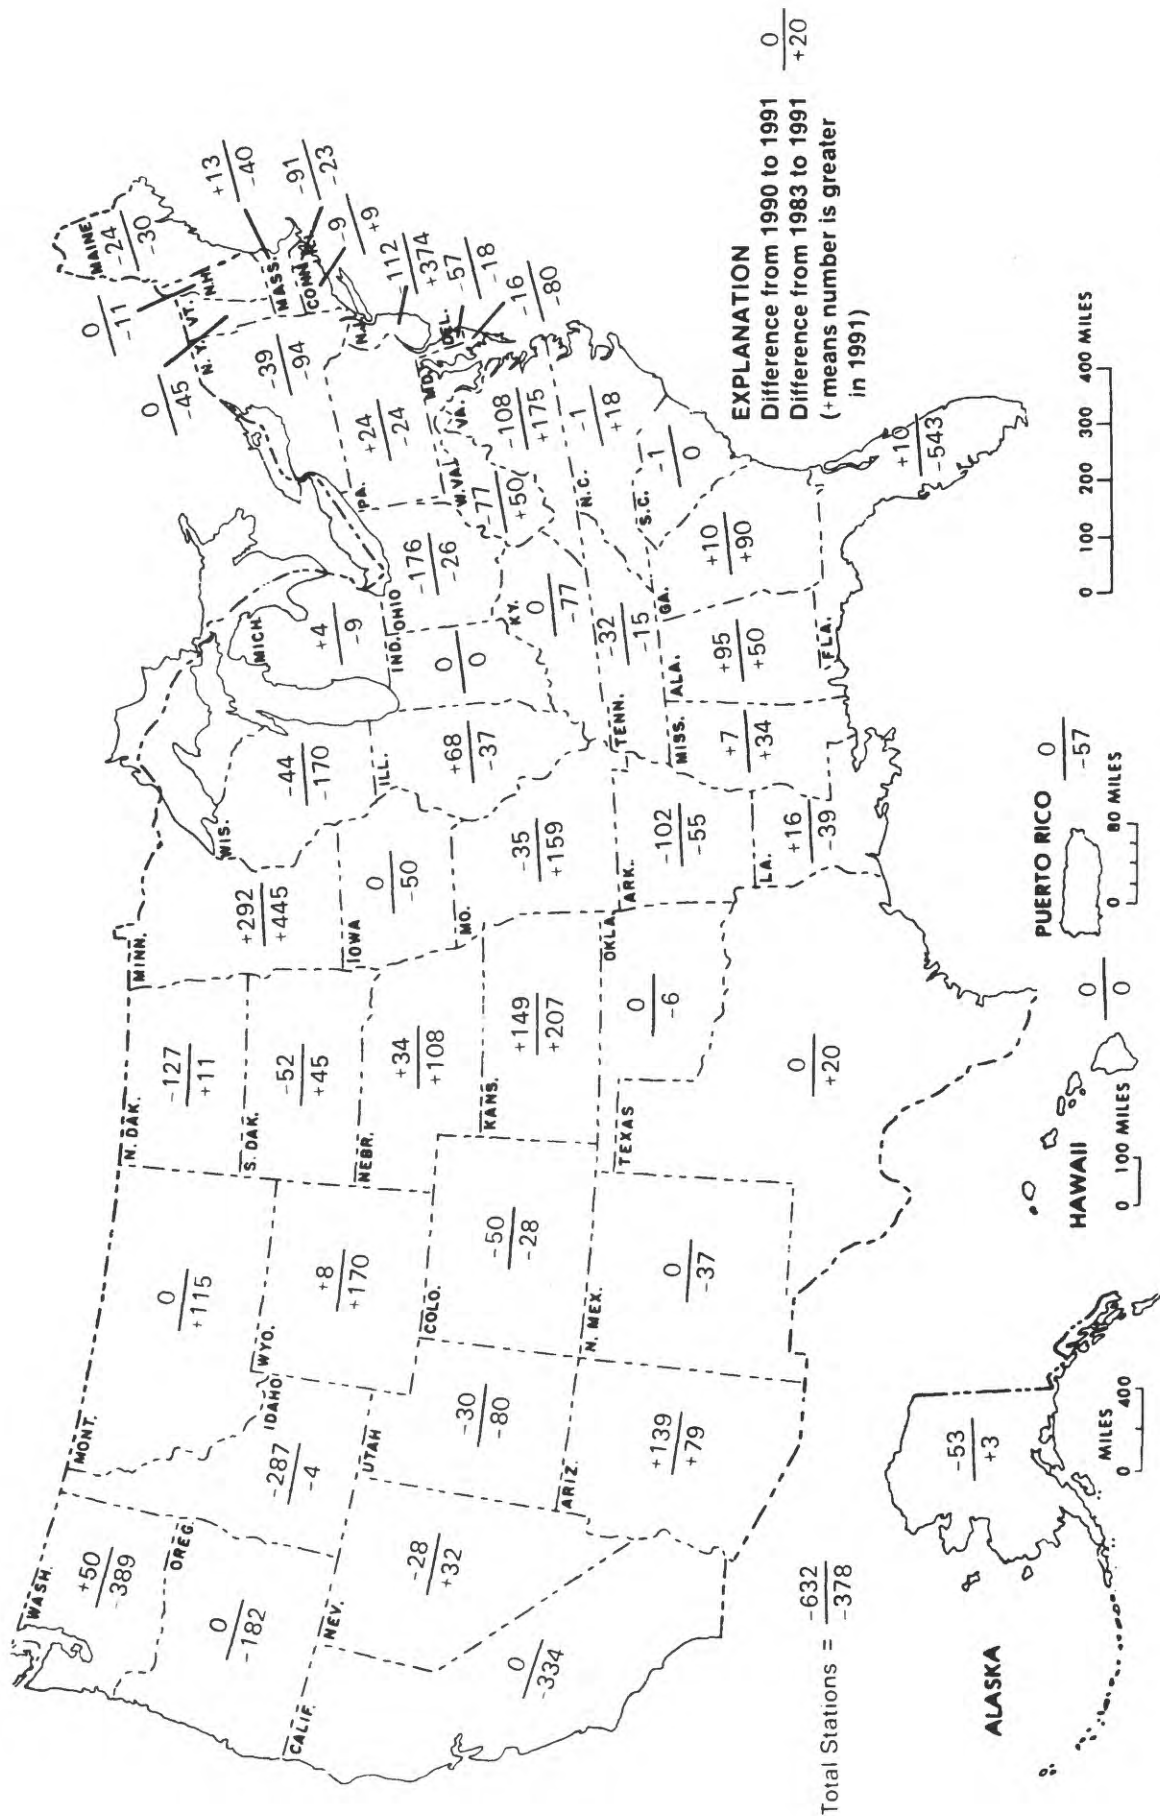 WASH.
+50
-389
OREG.
0
-182
CALIF.
0
-334
NEV.
-28
+32
IDAHO
-287
-4
MONT.
0
+115
WYO.
+8
+170
UTAH
-30
-80
ARIZ.
+139
+79
COLO.
-50
-28
N. MEX.
0
-37
N. DAK.
-127
+11
S. DAK.
-52
+45
NEBR.
+34
+108
KANS.
+149
+207
OKLA.
0
-6
TEXAS
0
+20
MINN.
+292
+445
IOWA
0
-50
MO.
-35
+159
ARK.
-102
-55
LA.
+16
-39
WIS.
-44
-170
ILL.
+68
-37
MICH.
+4
-9
IND.
0
0
OHIO
-176
-26
KY.
0
-77
TENN.
-32
-15
MISS.
+7
+34
ALA.
+95
+50
GA.
+10
+90
FLA.
+10
-543
S.C.
-1
0
N.C.
-1
+18
VA.
-108
+175
W.VA.
-77
+50
PA.
+24
-24
N.Y.
-39
-94
VT.
0
-45
N.H.
0
-11
MAINE
-24
-30
MASS.
+13
-40
-91
-23
CONN.
-9
+9
N.J.
-112
+374
DEL.
-57
-18
MD.
-16
-80
EXPLANATION
Difference from 1990 to 1991 0
Difference from 1983 to 1991 +20
(+means number is greater
in 1991)
Total Stations = -632
-378
ALASKA
-53
+3
0 400
MILES
HAWAII
0
0
0 100 MILES
PUERTO RICO 0
-57
0 80 MILES
0 100 200 300 400 MILES